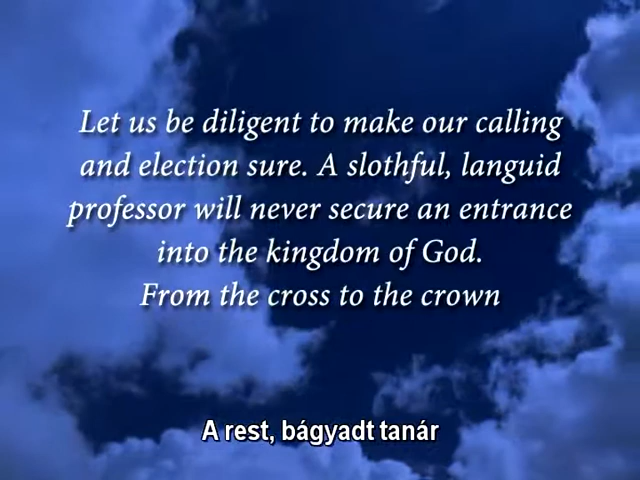 Let us be diligent to make our calling
and election sure. A slothful, languid
professor will never secure an entrance
into the kingdom of God.
From the cross to the crown
A rest, bágyadt tanár